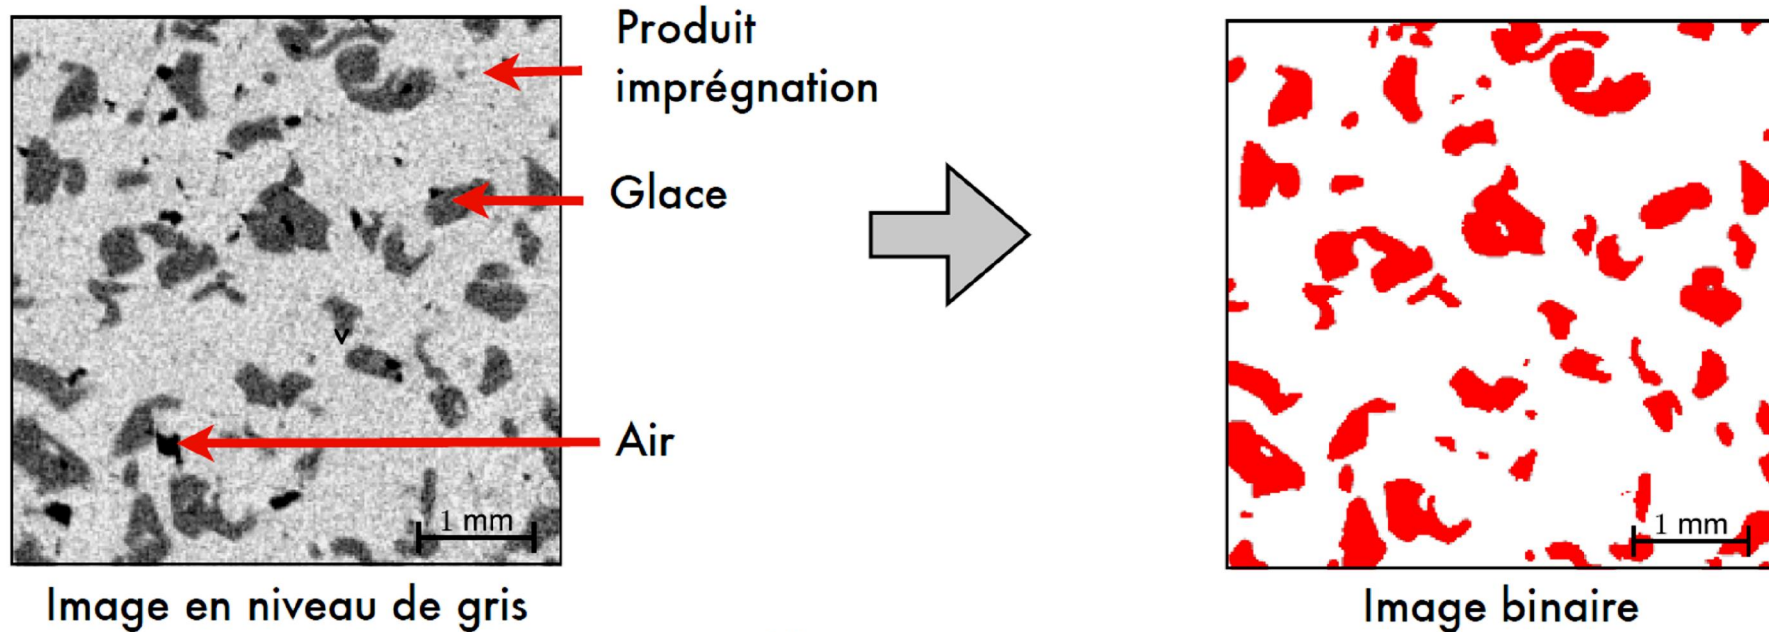 Produit
imprégnation
Glace
Air
1 mm
1 mm
Image en niveau de gris
Image binaire